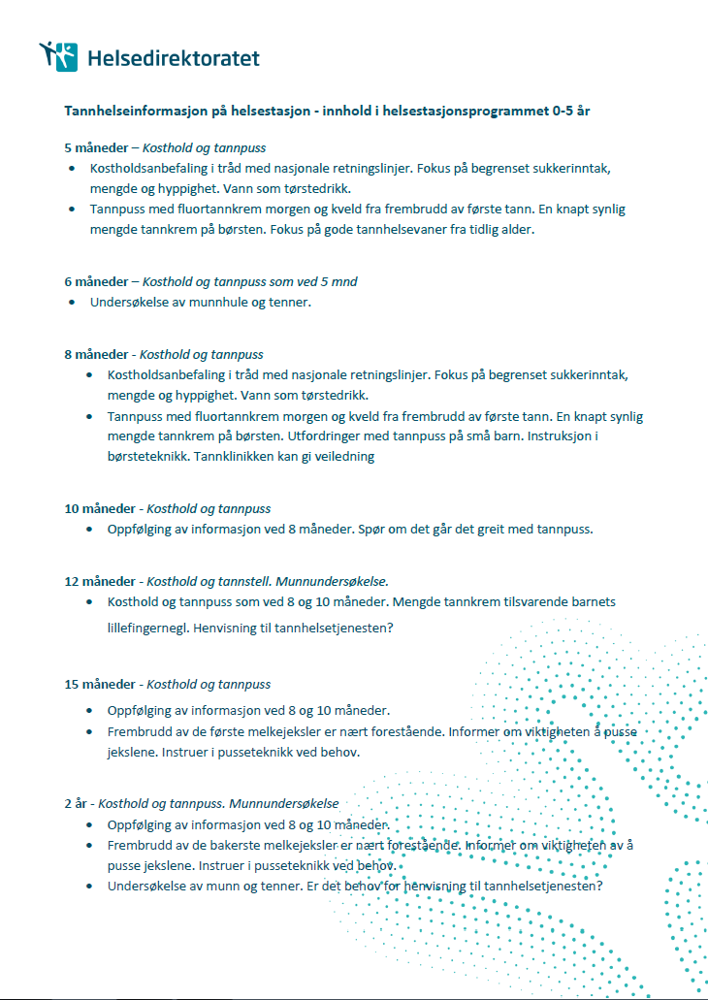 Helsedirektoratet
Tannhelseinformasjon på helsestasjon - innhold i helsestasjonsprogrammet 0-5 år
5 måneder – Kosthold og tannpuss
• Kostholdsanbefaling i tråd med nasjonale retningslinjer. Fokus på begrenset sukkerinntak,
mengde og hyppighet. Vann som tørstedrikk.
• Tannpuss med fluortannkrem morgen og kveld fra frembrudd av første tann. En knapt synlig
mengde tannkrem på børsten. Fokus på gode tannhelsevaner fra tidlig alder.
6 måneder – Kosthold og tannpuss som ved 5 mnd
• Undersøkelse av munnhule og tenner.
8 måneder - Kosthold og tannpuss
• Kostholdsanbefaling i tråd med nasjonale retningslinjer. Fokus på begrenset sukkerinntak,
mengde og hyppighet. Vann som tørstedrikk.
• Tannpuss med fluortannkrem morgen og kveld fra frembrudd av første tann. En knapt synlig
mengde tannkrem på børsten. Utfordringer med tannpuss på små barn. Instruksjon i
børsteteknikk. Tannklinikken kan gi veiledning
10 måneder - Kosthold og tannpuss
• Oppfølging av informasjon ved 8 måneder. Spør om det går det greit med tannpuss.
12 måneder - Kosthold og tannstell. Munnundersøkelse.
• Kosthold og tannpuss som ved 8 og 10 måneder. Mengde tannkrem tilsvarende barnets
lillefingernegl. Henvisning til tannhelsetjenesten?
15 måneder - Kosthold og tannpuss
• Oppfølging av informasjon ved 8 og 10 måneder.
• Frembrudd av de første melkejeksler er nært forestående. Informer om viktigheten å pusse
jekslene. Instruer i pusseteknikk ved behov.
2 år - Kosthold og tannpuss. Munnundersøkelse
• Oppfølging av informasjon ved 8 og 10 måneder.
• Frembrudd av de bakerste melkejeksler er nært forestående. Informer om viktigheten av å
pusse jekslene. Instruer i pusseteknikk ved behov.
• Undersøkelse av munn og tenner. Er det behov for henvisning til tannhelsetjenesten?